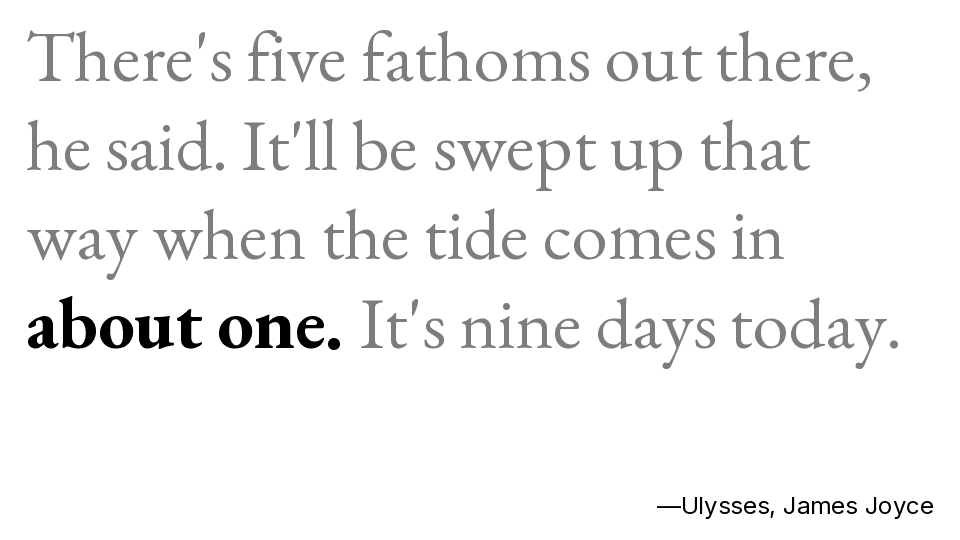 There's five fathoms out there,
he said. It'll be swept up that
way when the tide comes in
about one. It's nine days today.
—Ulysses, James Joyce